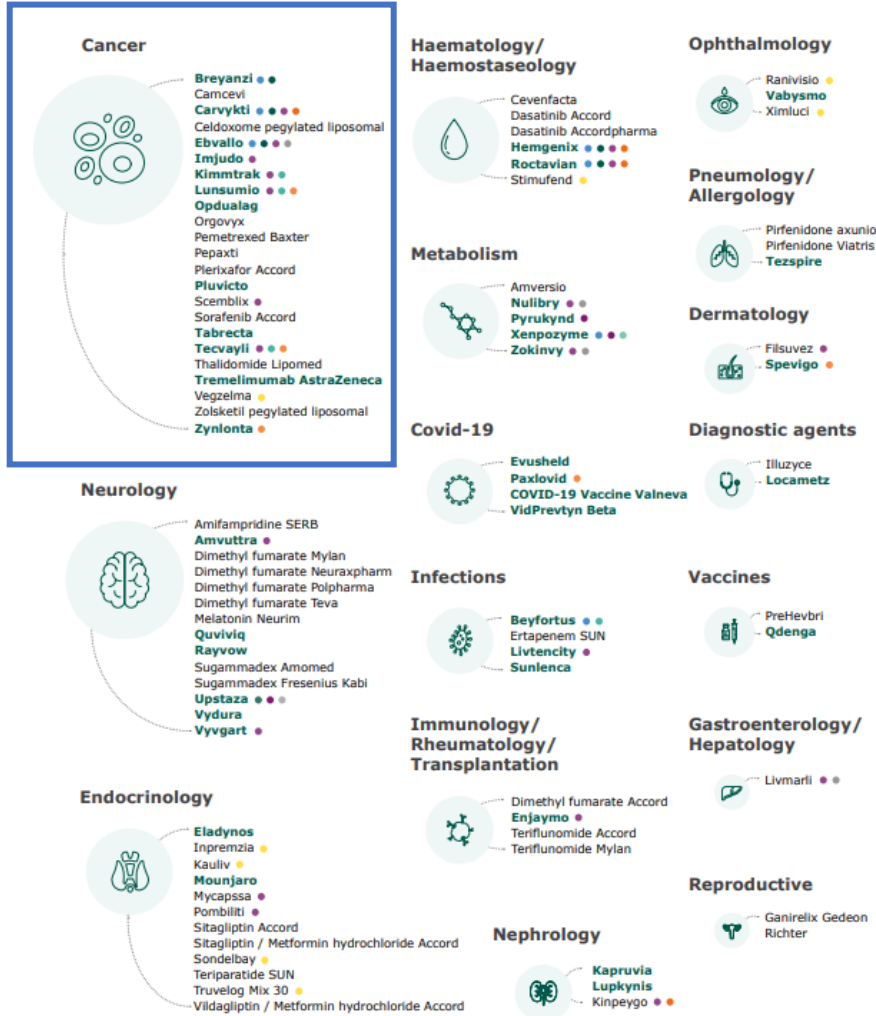 Cancer
Breyanzi
Camcevi
Carvykti
Celdoxome pegylated liposomal
Ebvallo
Imjudo
Kimmtrak
Lunsumio
Opdualag
Orgovyx
Pemetrexed Baxter
Pepaxti
Plerixafor Accord
Pluvicto
Scemblix
Sorafenib Accord
Tabrecta
Tecvayli
Thalidomide Lipomed
Tremelimumab AstraZeneca
Vegzelma
Zolsketil pegylated liposomal
Zynlonta
Neurology
Amifampridine SERB
Amvuttra
Dimethyl fumarate Mylan
Dimethyl fumarate Neuraxpharm
Dimethyl fumarate Polpharma
Dimethyl fumarate Teva
Melatonin Neurim
Quviviq
Rayvow
Sugammadex Amomed
Sugammadex Fresenius Kabi
Upstaza
Vydura
Vyvgart
Endocrinology
Eladynos
Inpremzia
Kauliv
Mounjaro
Mycapssa
Pombiliti
Sitagliptin Accord
Sitagliptin / Metformin hydrochloride Accord
Sondelbay
Teriparatide SUN
Truvelog Mix 30
Vildagliptin / Metformin hydrochloride Accord
Haematology/
Haemostaseology
Cevenfacta
Dasatinib Accord
Dasatinib Accordpharma
Hemgenix
Roctavian
Stimufend
Metabolism
Amversio
Nulibry
Pyrukynd
Xenpozyme
Zokinvy
Covid-19
Evusheld
Paxlovid
COVID-19 Vaccine Valneva
VidPrevtyn Beta
Infections
Beyfortus
Ertapenem SUN
Livtencity
Sunlenca
Immunology/
Rheumatology/
Transplantation
Dimethyl fumarate Accord
Enjaymo
Teriflunomide Accord
Teriflunomide Mylan
Nephrology
Kapruvia
Lupkynis
Kinpeygo
Ophthalmology
Ranivisio
Vabysmo
Ximluci
Pneumology/
Allergology
Pirfenidone axunio
Pirfenidone Viatris
Tezspire
Dermatology
Filsuvez
Spevigo
Diagnostic agents
Illuzyce
Locametz
Vaccines
PreHevbri
Qdenga
Gastroenterology/
Hepatology
Livmarli
Reproductive
Ganirelix Gedeon
Richter